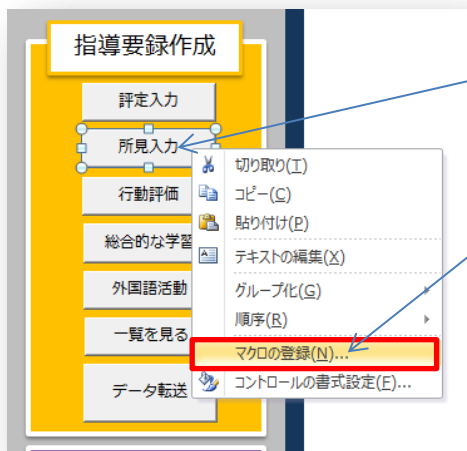 指導要録作成
評定入力
所見入力
行動評価
総合的な学習
外国語活動
一覧を見る
データ転送
切り取り(T)
コピー(C)
貼り付け(P)
テキストの編集(X)
グループ化(G)
順序(R)
マクロの登録(N)...
コントロールの書式設定(F)...